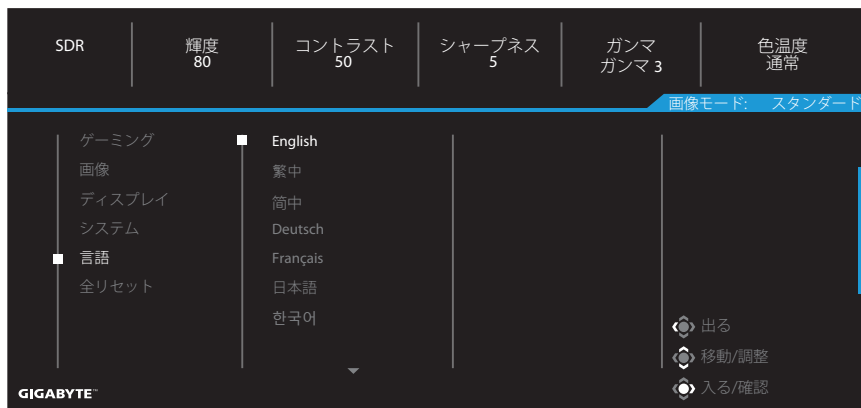 SDR
輝度
80
コントラスト
50
シャープネス
5
ガンマ
ガンマ 3
色温度
通常
画像モード: スタンダード
ゲーミング
画像
ディスプレイ
システム
言語
全リセット
English
繁中
简中
Deutsch
Français
日本語
한국어
出る
移動/調整
入る/確認
GIGABYTE™